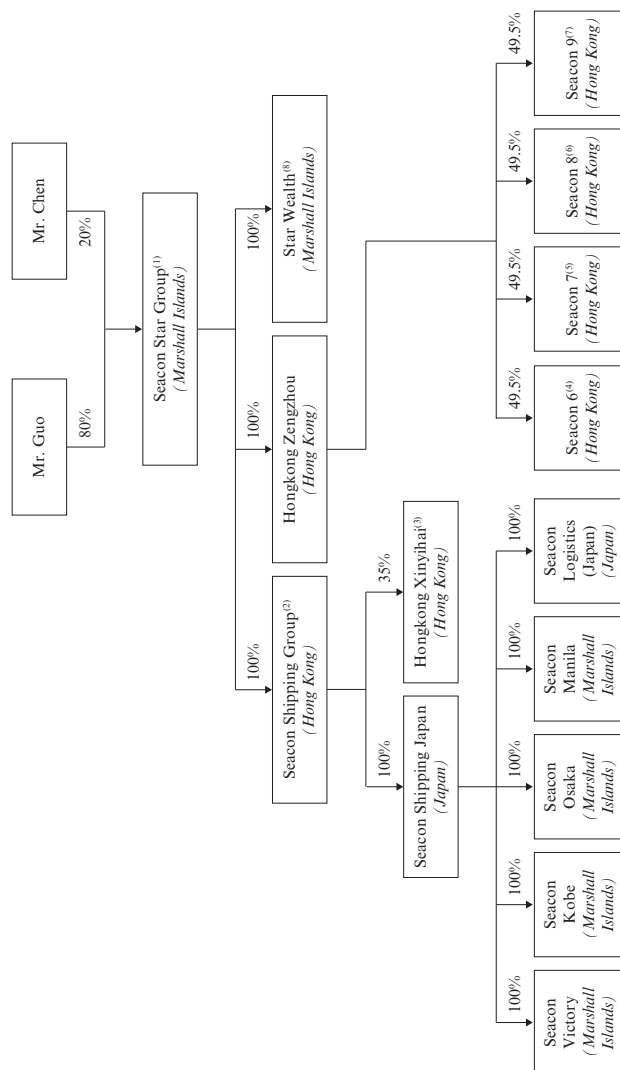 Mr. Guo
Mr. Chen
80%
20%
Seacon Star Group(1)
(Marshall Islands)
100%
100%
100%
Seacon Shipping Group(2)
(Hong Kong)
Hongkong Zengzhou
(Hong Kong)
Star Wealth(8)
(Marshall Islands)
100%
35%
Seacon Shipping Japan
(Japan)
Hongkong Xinyihai(3)
(Hong Kong)
100%
100%
100%
100%
100%
49.5%
49.5%
49.5%
49.5%
Seacon
Victory
(Marshall
Islands)
Seacon
Kobe
(Marshall
Islands)
Seacon
Osaka
(Marshall
Islands)
Seacon
Manila
(Marshall
Islands)
Seacon
Logistics
(Japan)
(Japan)
Seacon 6(4)
(Hong Kong)
Seacon 7(5)
(Hong Kong)
Seacon 8(6)
(Hong Kong)
Seacon 9(7)
(Hong Kong)